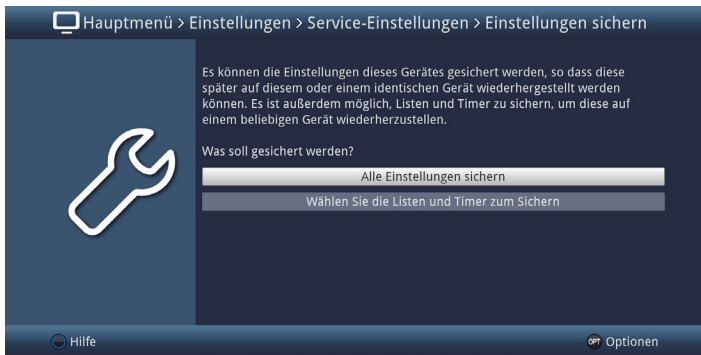 Hauptmenü > Einstellungen > Service-Einstellungen > Einstellungen sichern
Es können die Einstellungen dieses Gerätes gesichert werden, so dass diese
später auf diesem oder einem identischen Gerät wiederhergestellt werden
können. Es ist außerdem möglich, Listen und Timer zu sichern, um diese auf
einem beliebigen Gerät wiederherzustellen.
Was soll gesichert werden?
Alle Einstellungen sichern
Wählen Sie die Listen und Timer zum Sichern
Hilfe
OPT Optionen